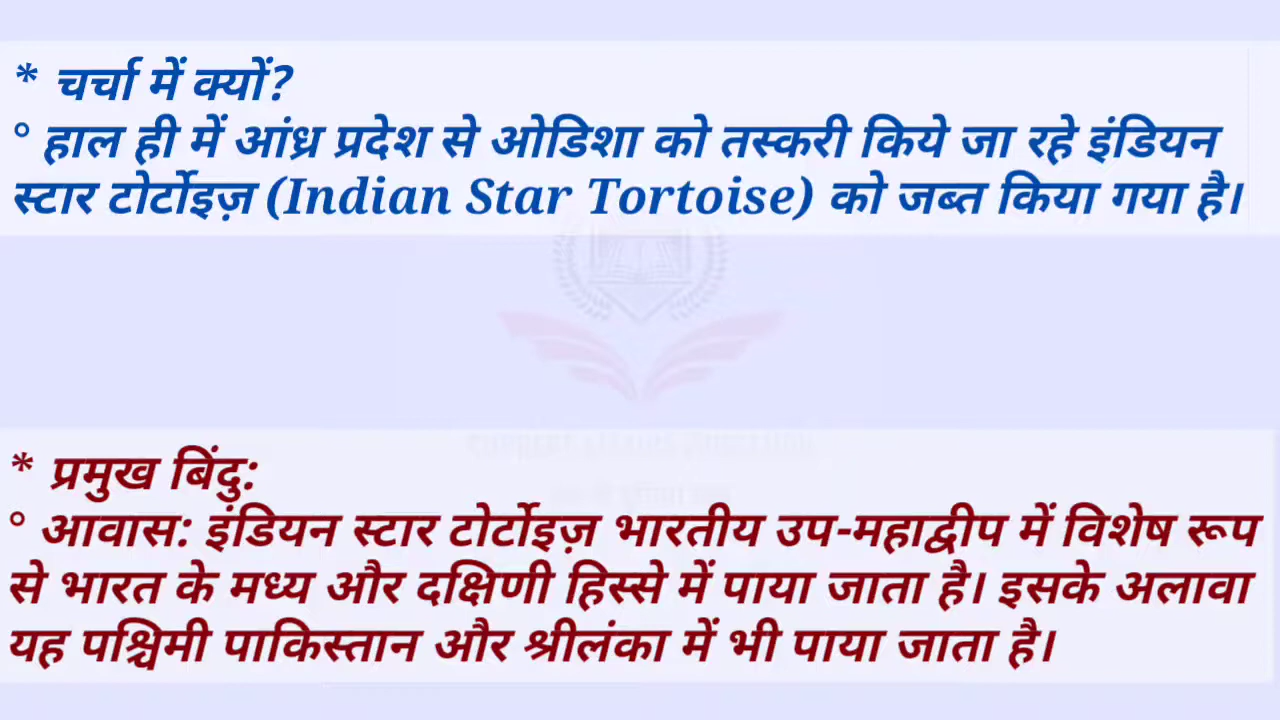 * चर्चा में क्यों?
° हाल ही में आंध्र प्रदेश से ओडिशा को तस्करी किये जा रहे इंडियन
स्टार टोर्टोइज़ (Indian Star Tortoise) को जब्त किया गया है।
* प्रमुख बिंदु:
° आवास: इंडियन स्टार टोर्टोइज़ भारतीय उप-महाद्वीप में विशेष रूप
से भारत के मध्य और दक्षिणी हिस्से में पाया जाता है। इसके अलावा
यह पश्चिमी पाकिस्तान और श्रीलंका में भी पाया जाता है।